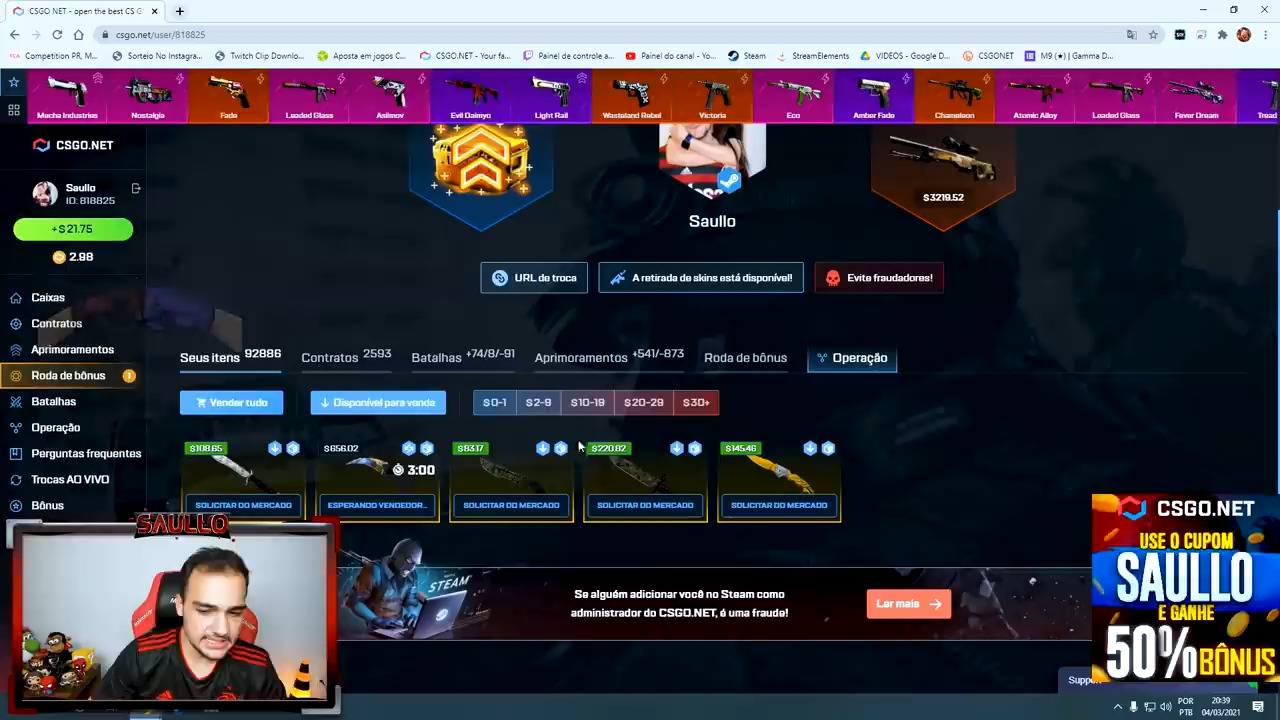 CSGO NET - open the best CS G
csgo.net/user/818825
Competition PR, M...
Sorteio No Instagra...
Twitch Clip Downlo...
Aposta em jogos C...
CSGO.NET - Your fa...
Painel de controle a...
Painel do canal - Yo...
Steam
StreamElements
VIDEOS - Google D...
CSGONET
M9 (★) | Gamma D...
Mecha Industries
Nostalgia
Fade
Leaded Glass
Asiimov
Evil Daimyo
Light Rail
Wasteland Rebel
Victoria
Eco
Amber Fade
Chameleon
Atomic Alloy
Leaded Glass
Fever Dream
Tread
CSGO.NET
Saullo
ID: 818825
+$21.75
2.98
Caixas
Contratos
Aprimoramentos
Roda de bônus 1
Batalhas
Operação
Perguntas frequentes
Trocas AO VIVO
Bônus
$3219.52
Saullo
URL de troca
A retirada de skins está disponível!
Evite fraudadores!
Seus itens 92886
Contratos 2593
Batalhas +74/8/-91
Aprimoramentos +541/-873
Roda de bônus
Operação
Vender tudo
Disponível para venda
$0-1
$2-9
$10-19
$20-29
$30+
$108.65
$656.02
$83.17
$220.82
$145.46
3:00
SOLICITAR DO MERCADO
ESPERANDO VENDEDOR...
SOLICITAR DO MERCADO
SOLICITAR DO MERCADO
SOLICITAR DO MERCADO
STEAM
Se alguém adicionar você no Steam como
administrador do CSGO.NET, é uma fraude!
Ler mais
SAULLO
CSGO.NET
USE O CUPOM
SAULLO
E GANHE
50% BÔNUS
Suppor
POR
PTB
20:39
04/03/2021